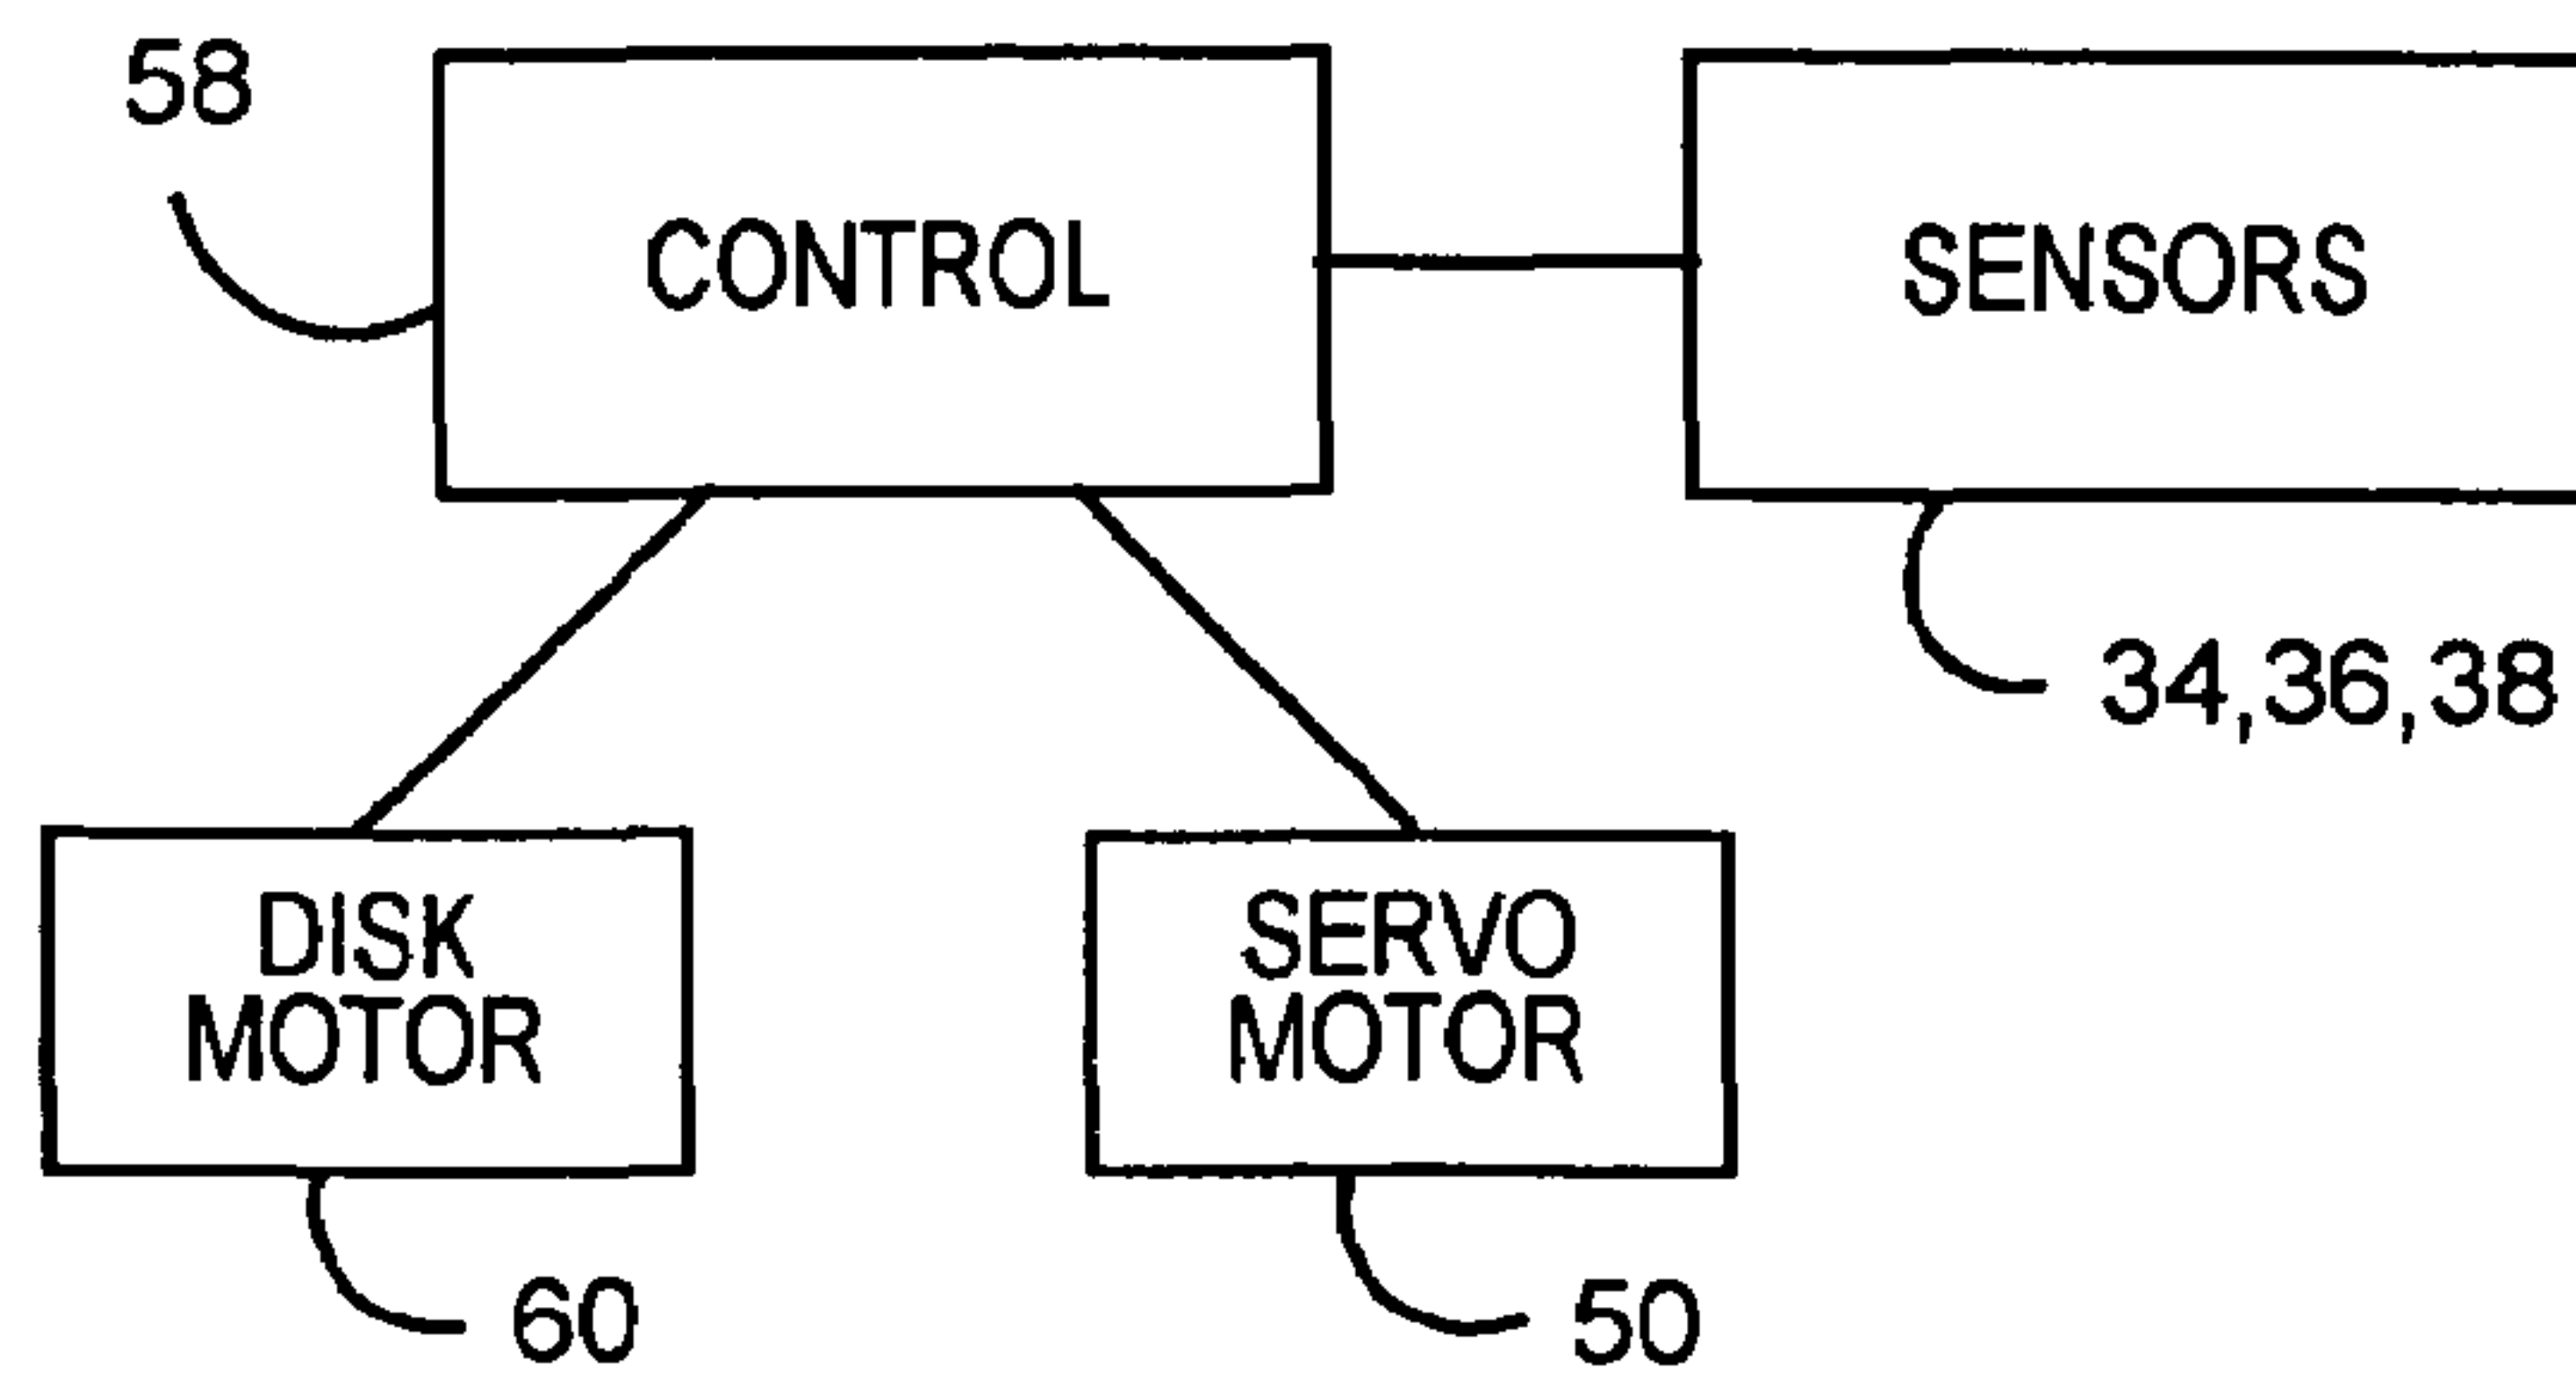 58
CONTROL
SENSORS
34,36,38
DISK
MOTOR
SERVO
MOTOR
60
50